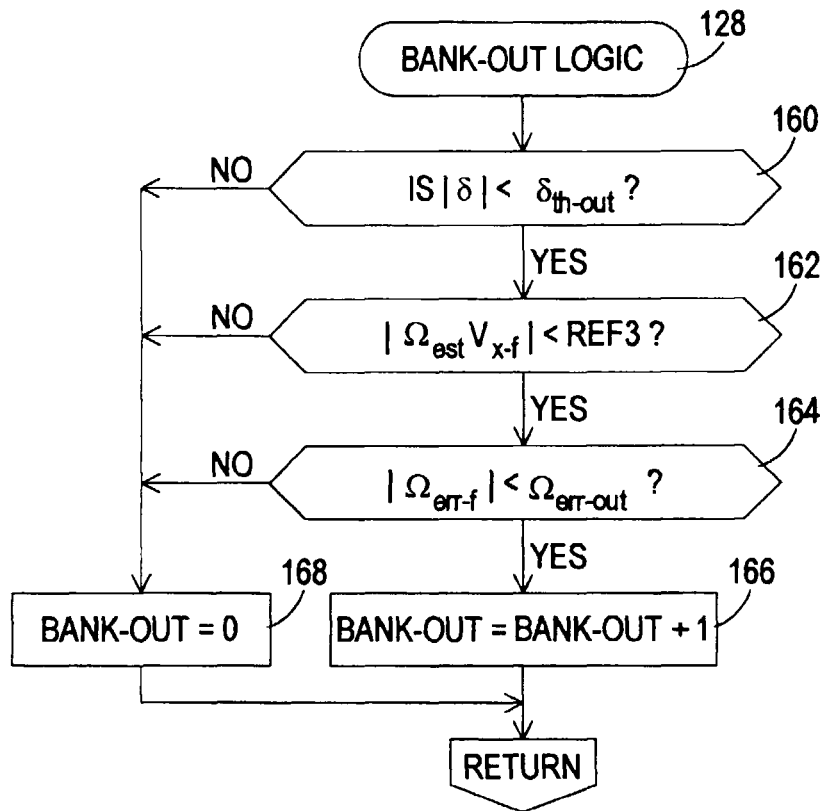 128
BANK-OUT LOGIC
160
NO
IS | δ | < δth-out ?
YES
162
NO
| Ωest Vx-f | < REF3 ?
YES
164
NO
| Ωerr-f | < Ωerr-out ?
YES
168
166
BANK-OUT = 0
BANK-OUT = BANK-OUT + 1
RETURN